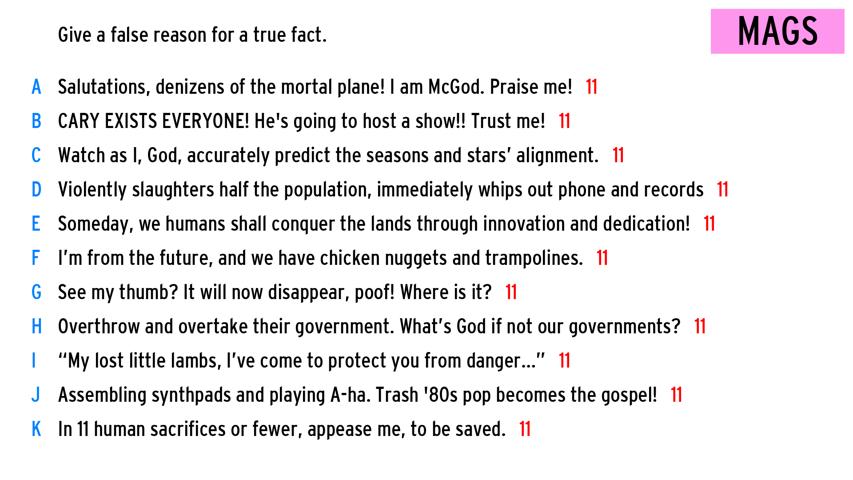 Give a false reason for a true fact.
MAGS
A Salutations, denizens of the mortal plane! I am McGod. Praise me! 11
B CARY EXISTS EVERYONE! He's going to host a show!! Trust me! 11
C Watch as I, God, accurately predict the seasons and stars’ alignment. 11
D Violently slaughters half the population, immediately whips out phone and records 11
E Someday, we humans shall conquer the lands through innovation and dedication! 11
F I’m from the future, and we have chicken nuggets and trampolines. 11
G See my thumb? It will now disappear, poof! Where is it? 11
H Overthrow and overtake their government. What’s God if not our governments? 11
I “My lost little lambs, I’ve come to protect you from danger...” 11
J Assembling synthpads and playing A-ha. Trash '80s pop becomes the gospel! 11
K In 11 human sacrifices or fewer, appease me, to be saved. 11